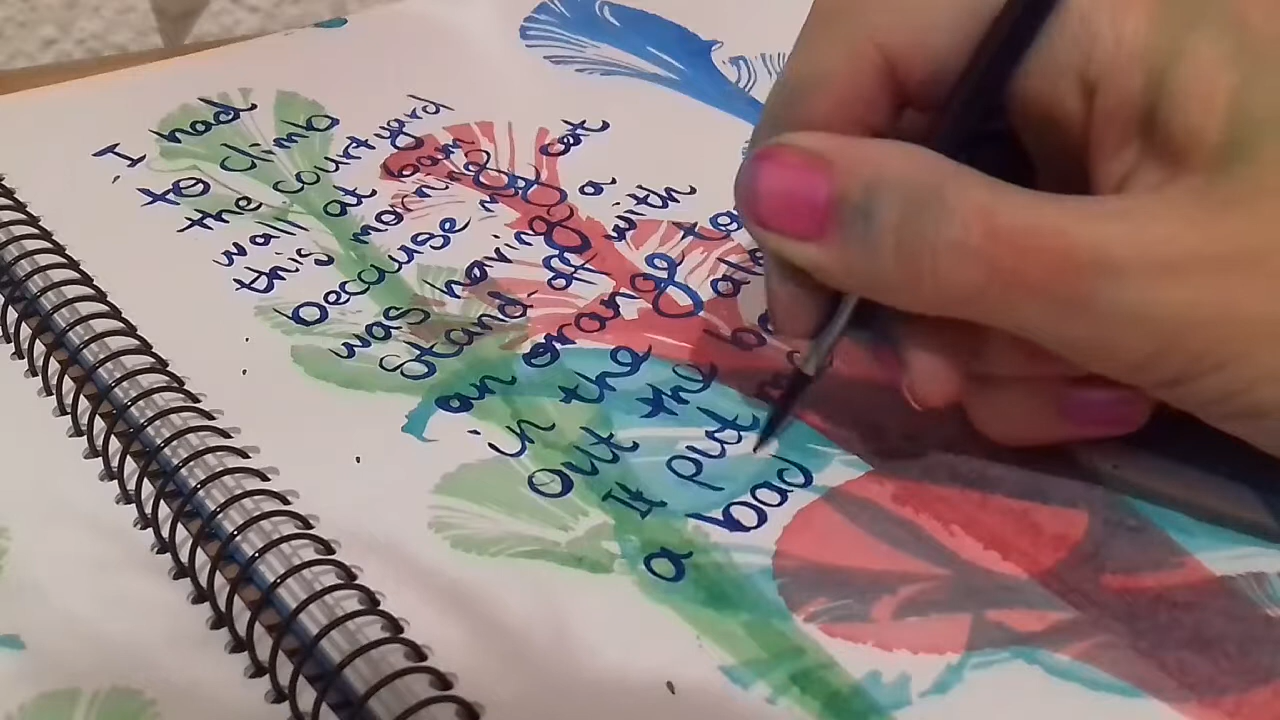 I had
to climb
the courtyard
wall at 6am
this morning
because my cat
was having a
stand-off with
an orange
in the
out the
It put
a bad